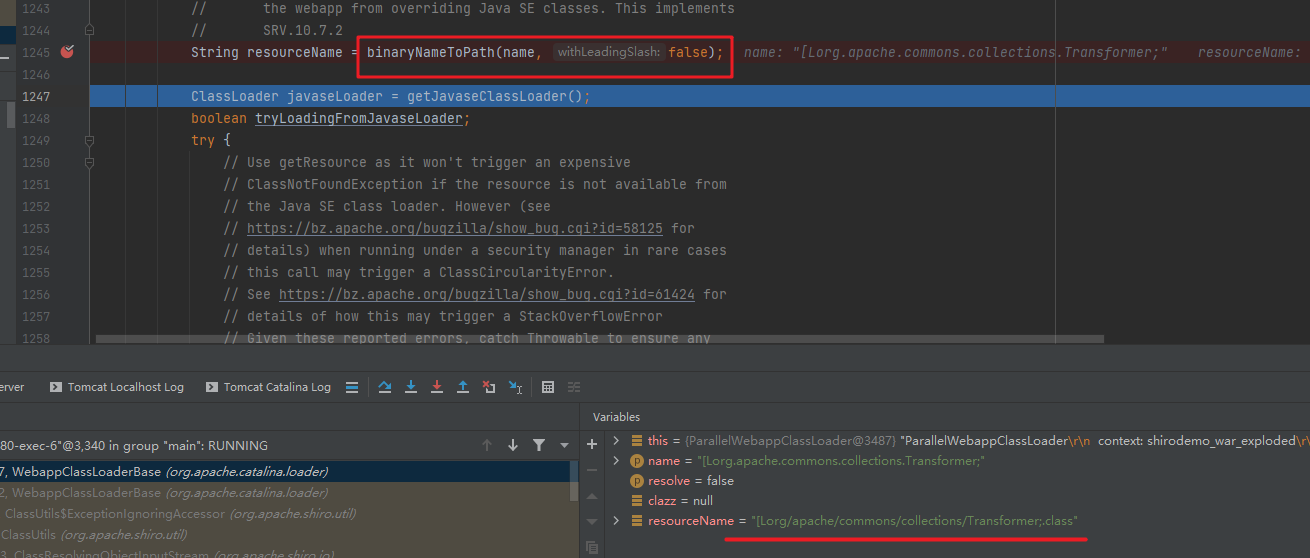 1243 // the webapp from overriding Java SE classes. This implements
1244 // SRV.10.7.2
1245 String resourceName = binaryNameToPath(name, withLeadingSlash: false); name: "[Lorg.apache.commons.collections.Transformer;" resourceName:
1246
1247 ClassLoader javaseLoader = getJavaseClassLoader();
1248 boolean tryLoadingFromJavaseLoader;
1249 try {
1250 // Use getResource as it won't trigger an expensive
1251 // ClassNotFoundException if the resource is not available from
1252 // the Java SE class loader. However (see
1253 // https://bz.apache.org/bugzilla/show_bug.cgi?id=58125 for
1254 // details) when running under a security manager in rare cases
1255 // this call may trigger a ClassCircularityError.
1256 // See https://bz.apache.org/bugzilla/show_bug.cgi?id=61424 for
1257 // details of how this may trigger a StackOverflowError
1258 // Given these reported errors, catch Throwable to ensure any
erver Tomcat Localhost Log Tomcat Catalina Log
Variables
80-exec-6"@3,340 in group "main": RUNNING
7, WebappClassLoaderBase (org.apache.catalina.loader)
2, WebappClassLoaderBase (org.apache.catalina.loader)
ClassUtils$ExceptionIgnoringAccessor (org.apache.shiro.util)
ClassUtils (org.apache.shiro.util)
3, ClassResolvingObjectInputStream (org.apache.shiro.io)
this = {ParallelWebappClassLoader@3487} "ParallelWebappClassLoader\r\n context: shirodemo_war_exploded\r\
name = "[Lorg.apache.commons.collections.Transformer;"
resolve = false
clazz = null
resourceName = "[Lorg/apache/commons/collections/Transformer;.class"